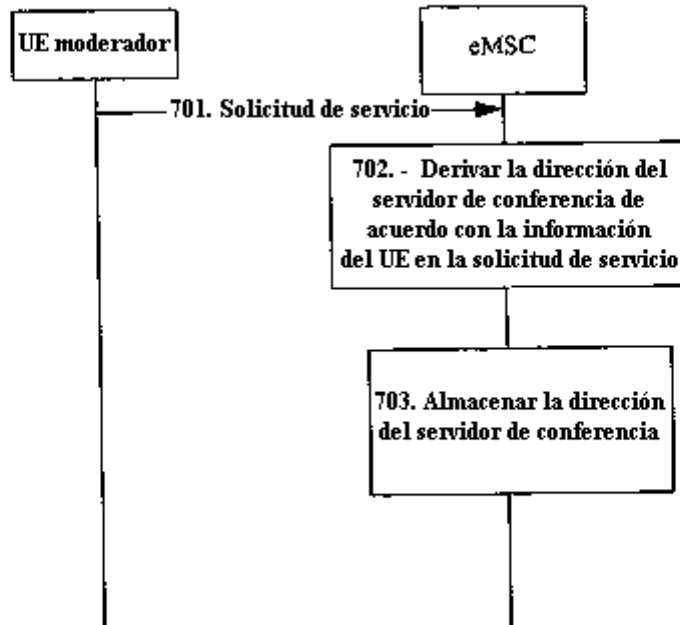 UE moderador
eMSC
701. Solicitud de servicio
702. - Derivar la dirección del
servidor de conferencia de
acuerdo con la información
del UE en la solicitud de servicio
703. Almacenar la dirección
del servidor de conferencia